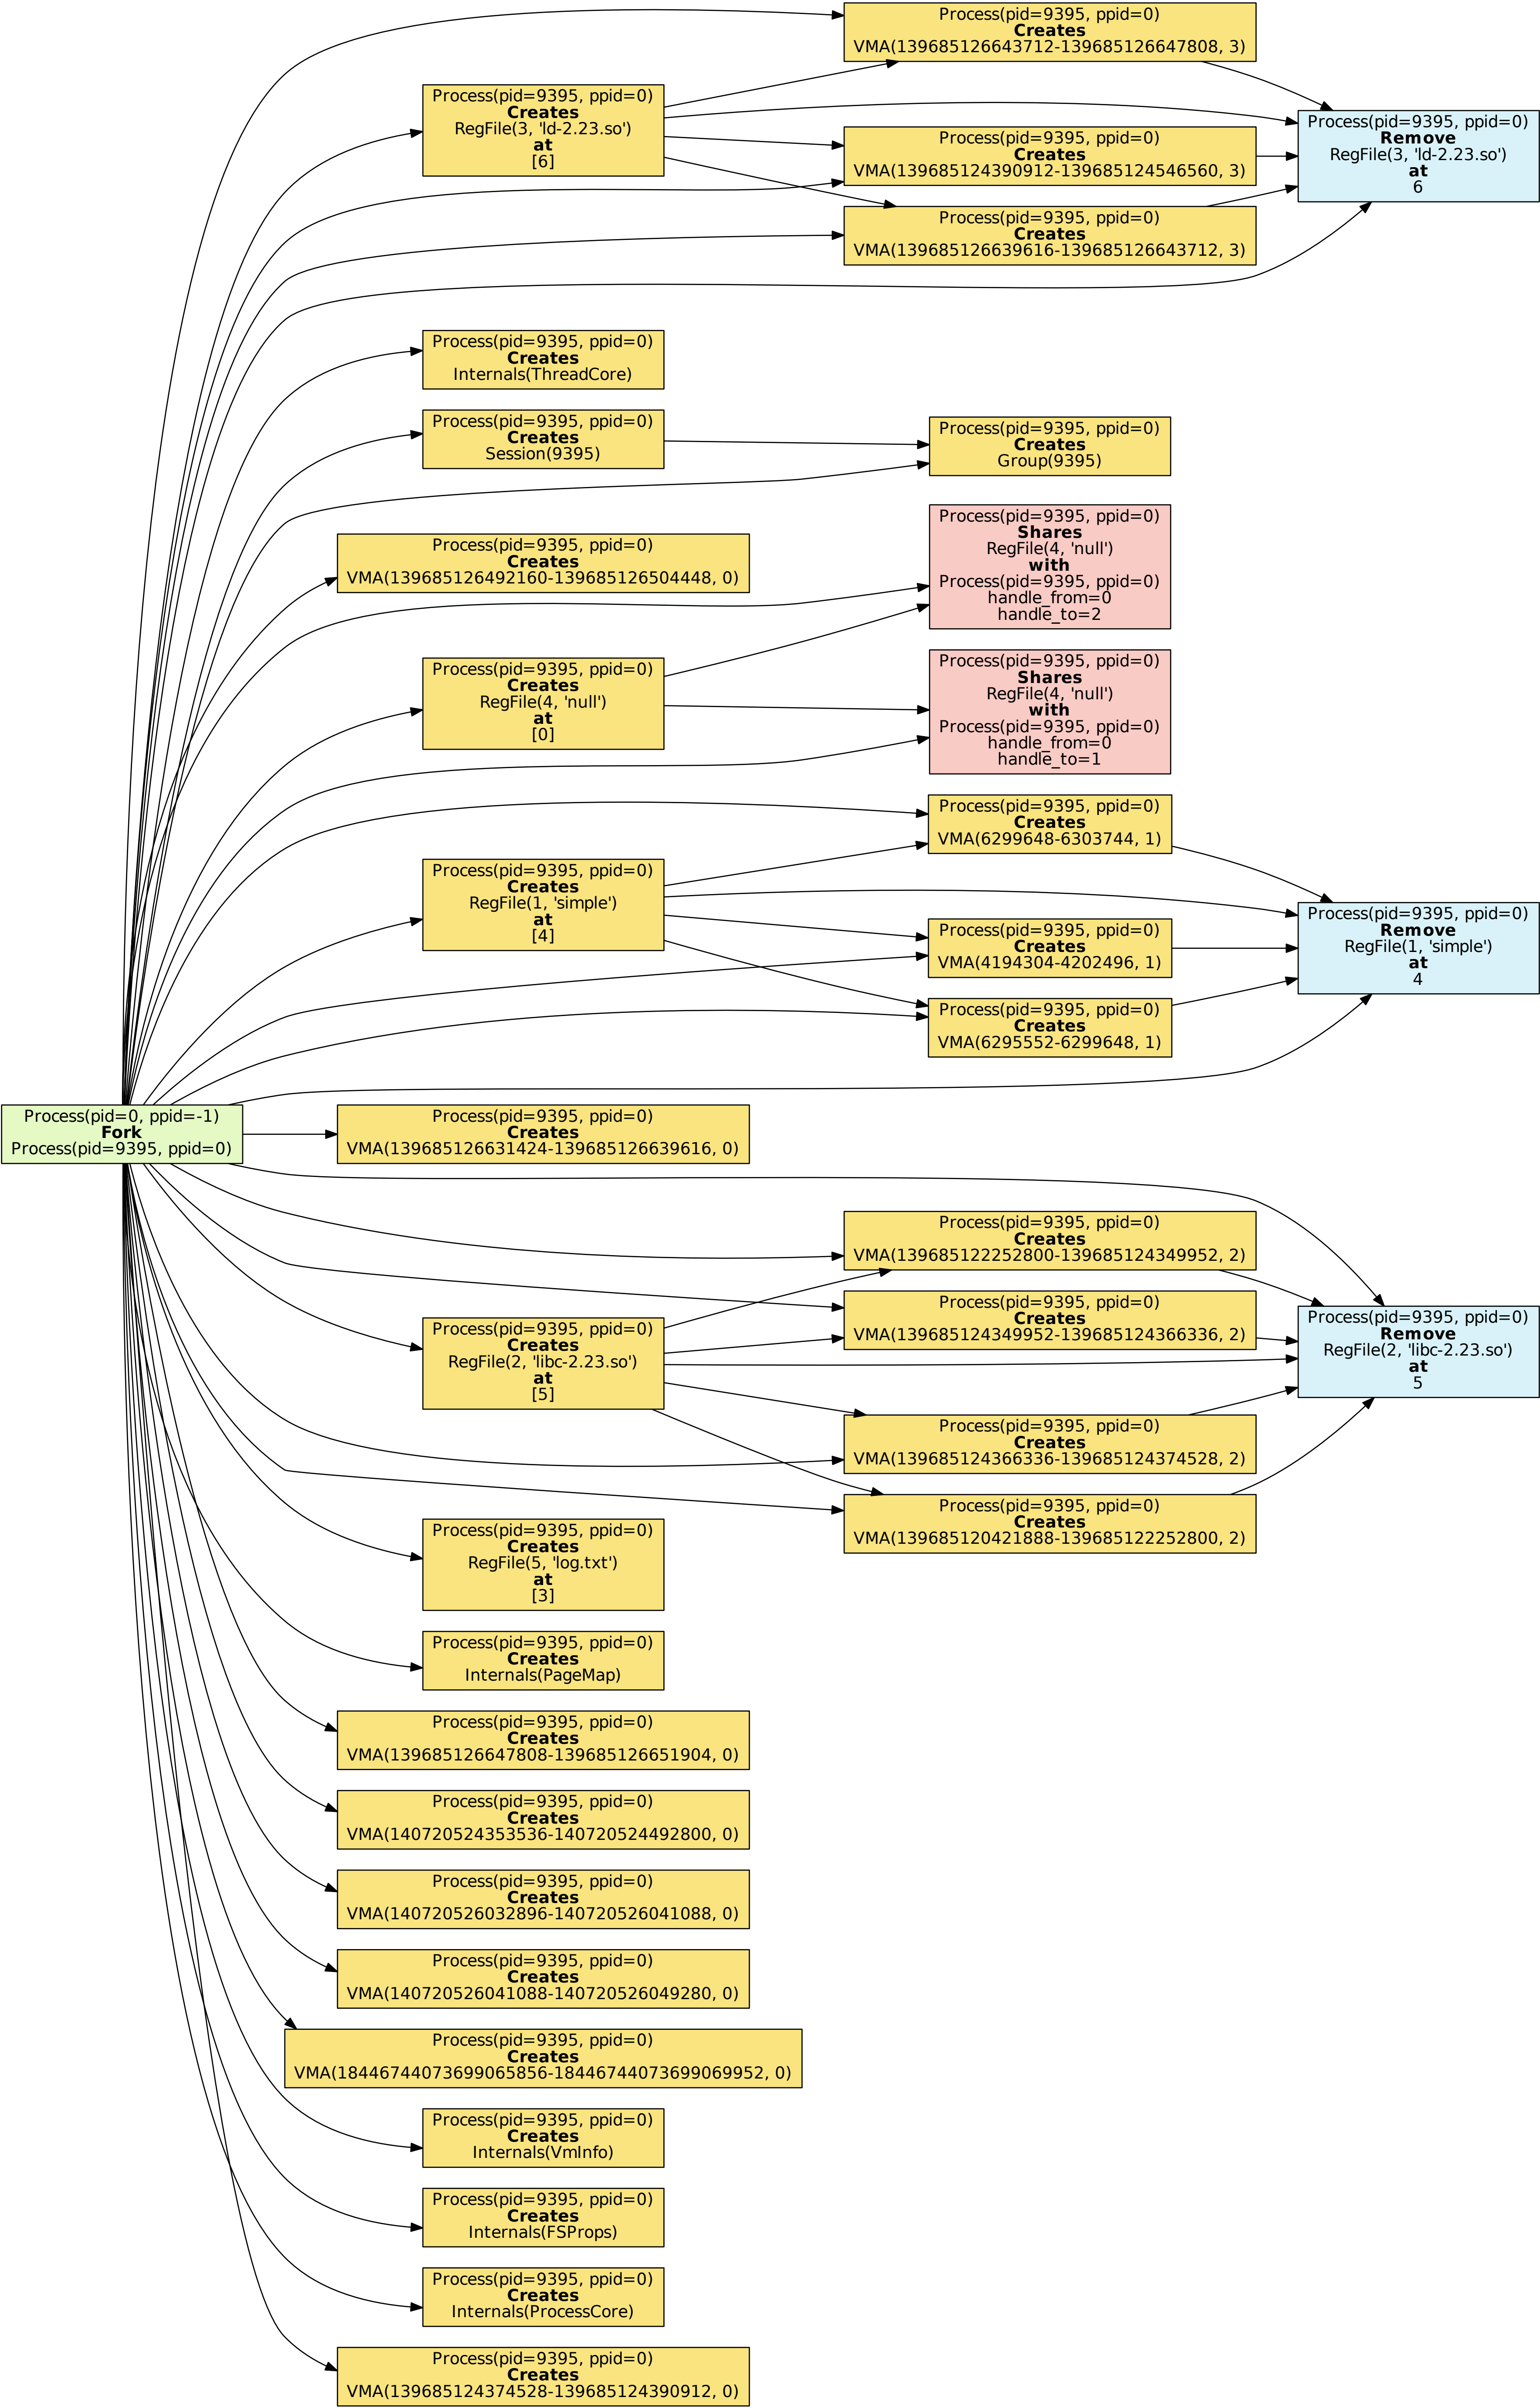 Process(pid=9395, ppid=0)
Creates
VMA(139685126643712-139685126647808, 3)
Process(pid=9395, ppid=0)
Creates
RegFile(3, 'ld-2.23.so')
at
[6]
Process(pid=9395, ppid=0)
Remove
RegFile(3, 'ld-2.23.so')
at
6
Process(pid=9395, ppid=0)
Creates
VMA(139685124390912-139685124546560, 3)
Process(pid=9395, ppid=0)
Creates
VMA(139685126639616-139685126643712, 3)
Process(pid=9395, ppid=0)
Creates
Internals(ThreadCore)
Process(pid=9395, ppid=0)
Creates
Session(9395)
Process(pid=9395, ppid=0)
Creates
Group(9395)
Process(pid=9395, ppid=0)
Shares
RegFile(4, 'null')
with
Process(pid=9395, ppid=0)
handle_from=0
handle_to=2
Process(pid=9395, ppid=0)
Creates
VMA(139685126492160-139685126504448, 0)
Process(pid=9395, ppid=0)
Creates
RegFile(4, 'null')
at
[0]
Process(pid=9395, ppid=0)
Shares
RegFile(4, 'null')
with
Process(pid=9395, ppid=0)
handle_from=0
handle_to=1
Process(pid=9395, ppid=0)
Creates
VMA(6299648-6303744, 1)
Process(pid=9395, ppid=0)
Creates
RegFile(1, 'simple')
at
[4]
Process(pid=9395, ppid=0)
Remove
RegFile(1, 'simple')
at
4
Process(pid=9395, ppid=0)
Creates
VMA(4194304-4202496, 1)
Process(pid=9395, ppid=0)
Creates
VMA(6295552-6299648, 1)
Process(pid=0, ppid=-1)
Fork
Process(pid=9395, ppid=0)
Process(pid=9395, ppid=0)
Creates
VMA(139685126631424-139685126639616, 0)
Process(pid=9395, ppid=0)
Creates
VMA(139685122252800-139685124349952, 2)
Process(pid=9395, ppid=0)
Creates
VMA(139685124349952-139685124366336, 2)
Process(pid=9395, ppid=0)
Remove
RegFile(2, 'libc-2.23.so')
at
5
Process(pid=9395, ppid=0)
Creates
RegFile(2, 'libc-2.23.so')
at
[5]
Process(pid=9395, ppid=0)
Creates
VMA(139685124366336-139685124374528, 2)
Process(pid=9395, ppid=0)
Creates
VMA(139685120421888-139685122252800, 2)
Process(pid=9395, ppid=0)
Creates
RegFile(5, 'log.txt')
at
[3]
Process(pid=9395, ppid=0)
Creates
Internals(PageMap)
Process(pid=9395, ppid=0)
Creates
VMA(139685126647808-139685126651904, 0)
Process(pid=9395, ppid=0)
Creates
VMA(140720524353536-140720524492800, 0)
Process(pid=9395, ppid=0)
Creates
VMA(140720526032896-140720526041088, 0)
Process(pid=9395, ppid=0)
Creates
VMA(140720526041088-140720526049280, 0)
Process(pid=9395, ppid=0)
Creates
VMA(18446744073699065856-18446744073699069952, 0)
Process(pid=9395, ppid=0)
Creates
Internals(VmInfo)
Process(pid=9395, ppid=0)
Creates
Internals(FSProps)
Process(pid=9395, ppid=0)
Creates
Internals(ProcessCore)
Process(pid=9395, ppid=0)
Creates
VMA(139685124374528-139685124390912, 0)